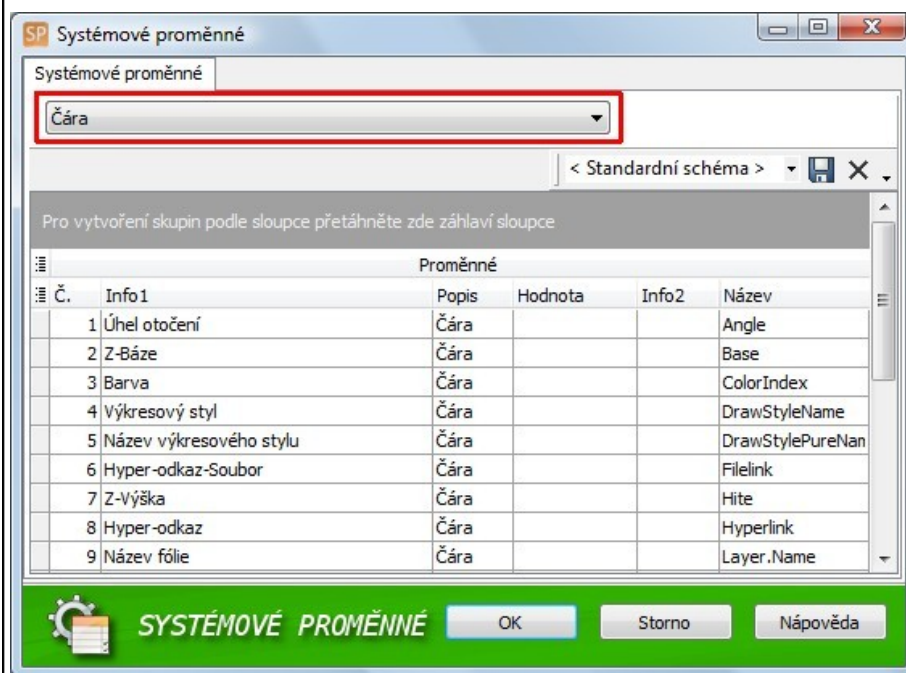 SP Systémové proměnné
Systémové proměnné
Čára
< Standardní schéma >
Pro vytvoření skupin podle sloupce přetáhněte zde záhlaví sloupce
Proměnné
Č. Info1 Popis Hodnota Info2 Název
1 Úhel otočení Čára Angle
2 Z-Báze Čára Base
3 Barva Čára ColorIndex
4 Výkresový styl Čára DrawStyleName
5 Název výkresového stylu Čára DrawStylePureNam
6 Hyper-odkaz-Soubor Čára Filelink
7 Z-Výška Čára Hite
8 Hyper-odkaz Čára Hyperlink
9 Název fólie Čára Layer.Name
SYSTÉMOVÉ PROMĚNNÉ OK Storno Nápověda